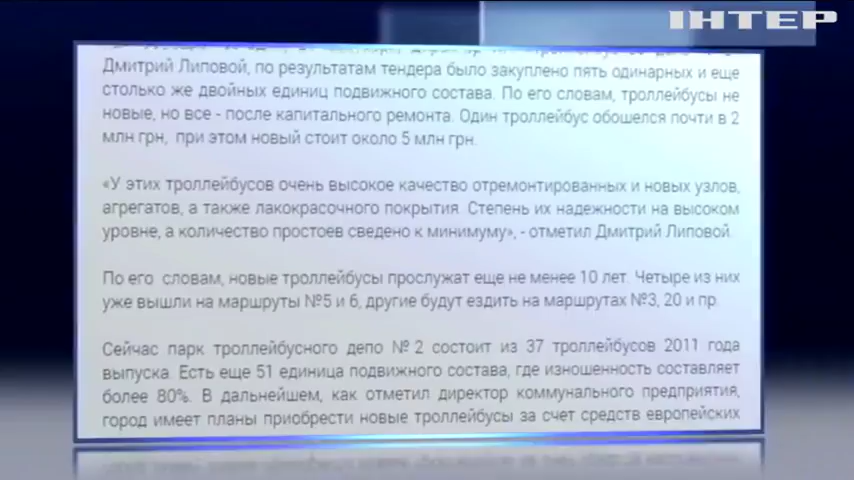 ІНТЕР
Дмитрий Липовой, по результатам тендера было закуплено пять одинарных и еще
столько же двойных единиц подвижного состава. По его словам, троллейбусы не
новые, но все - после капитального ремонта. Один троллейбус обошелся почти в 2
млн грн, при этом новый стоит около 5 млн грн.
«У этих троллейбусов очень высокое качество отремонтированных и новых узлов,
агрегатов, а также лакокрасочного покрытия. Степень их надежности на высоком
уровне, а количество простоев сведено к минимуму», - отметил Дмитрий Липовой.
По его словам, новые троллейбусы прослужат еще не менее 10 лет. Четыре из них
уже вышли на маршруты №5 и 6, другие будут ездить на маршрутах №3, 20 и пр.
Сейчас парк троллейбусного депо №2 состоит из 37 троллейбусов 2011 года
выпуска. Есть еще 51 единица подвижного состава, где изношенность составляет
более 80%. В дальнейшем, как отметил директор коммунального предприятия,
город имеет планы приобрести новые троллейбусы за счет средств европейских